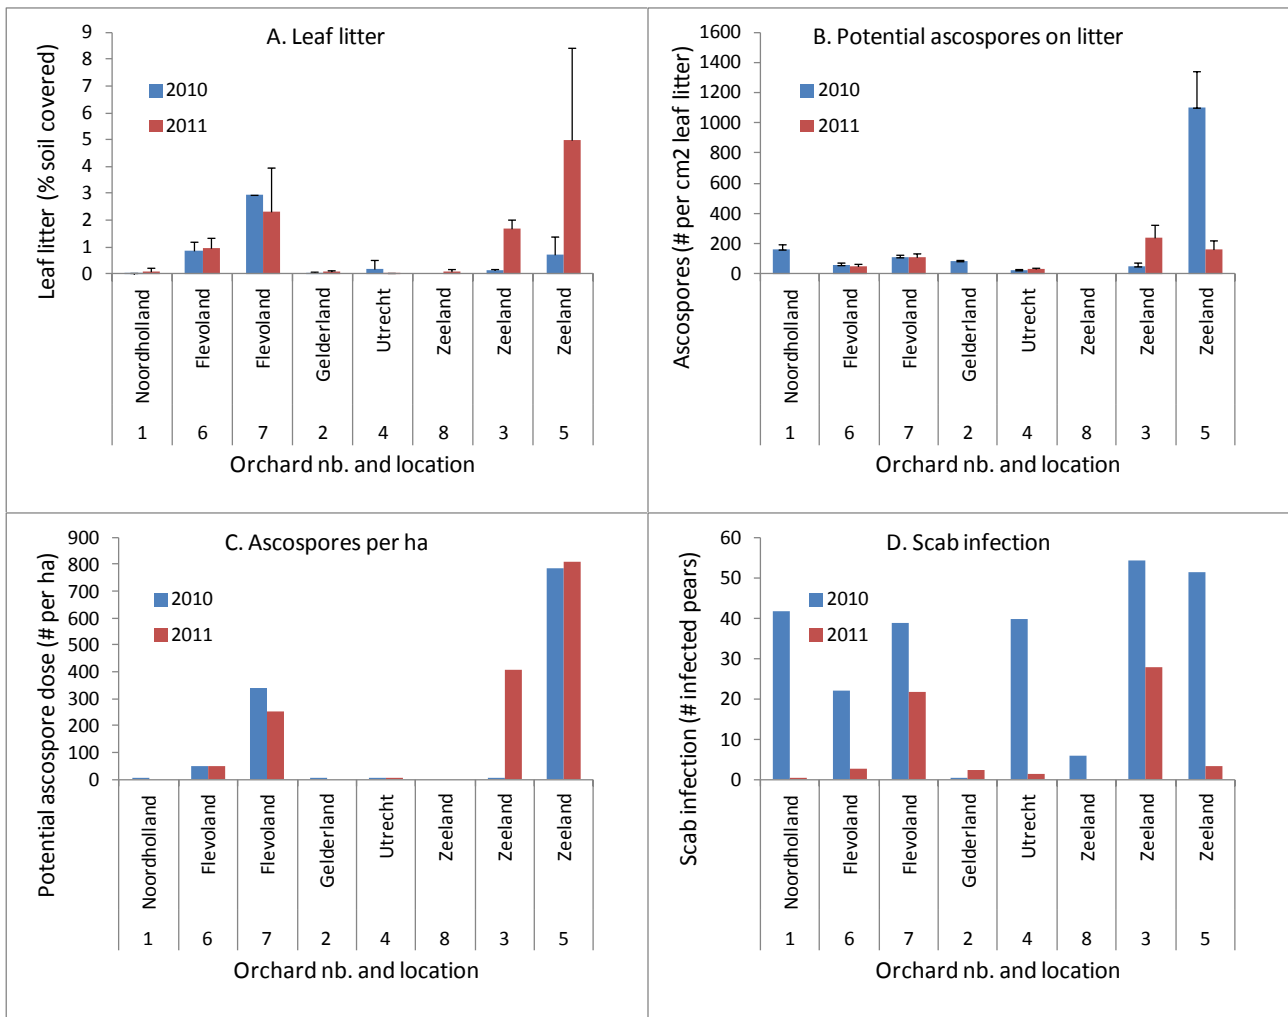 A. Leaf litter
Leaf litter (% soil covered)
9
8
7
6
5
4
3
2
1
0
2010
2011
Noordholland Flevoland Flevoland Gelderland Utrecht Zeeland Zeeland Zeeland
1 6 7 2 4 8 3 5
Orchard nb. and location
B. Potential ascospores on litter
Ascospores (# per cm2 leaf litter)
1600
1400
1200
1000
800
600
400
200
0
2010
2011
Noordholland Flevoland Flevoland Gelderland Utrecht Zeeland Zeeland Zeeland
1 6 7 2 4 8 3 5
Orchard nb. and location
C. Ascospores per ha
Potential ascospore dose (# per ha)
900
800
700
600
500
400
300
200
100
0
2010
2011
Noordholland Flevoland Flevoland Gelderland Utrecht Zeeland Zeeland Zeeland
1 6 7 2 4 8 3 5
Orchard nb. and location
D. Scab infection
Scab infection (# infected pears)
60
50
40
30
20
10
0
2010
2011
Noordholland Flevoland Flevoland Gelderland Utrecht Zeeland Zeeland Zeeland
1 6 7 2 4 8 3 5
Orchard nb. and location